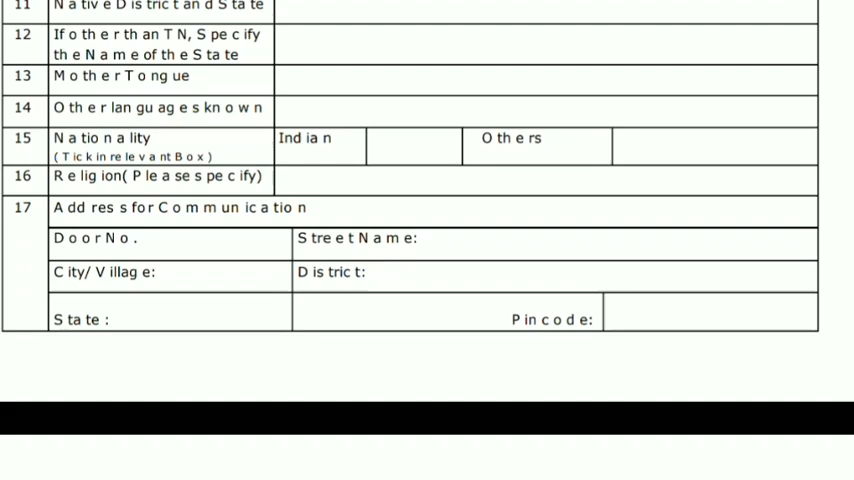 11 Native District and State
12 If other than TN, Specify
the Name of the State
13 Mother Tongue
14 Other languages known
15 Nationality Indian Others
(Tick in relevant Box)
16 Religion( Please specify)
17 Address for Communication
Door No. Street Name:
City/ Village: District:
State : Pincode: